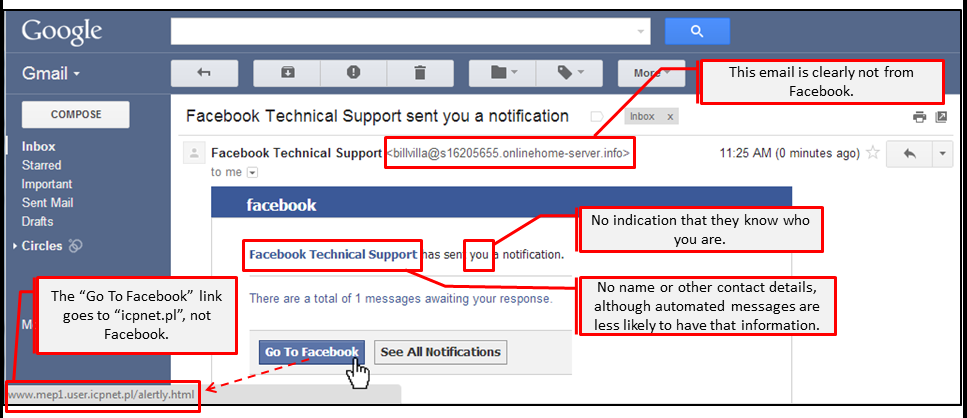 Google
Gmail
More
This email is clearly not from
Facebook.
COMPOSE
Facebook Technical Support sent you a notification
Inbox x
Inbox
Starred
Important
Sent Mail
Drafts
Circles
Facebook Technical Support <billvilla@s16205655.onlinehome-server.info>
11:25 AM (0 minutes ago)
to me
facebook
No indication that they know who
you are.
Facebook Technical Support has sent you a notification.
The “Go To Facebook” link
goes to “icpnet.pl”, not
Facebook.
No name or other contact details,
although automated messages are
less likely to have that information.
There are a total of 1 messages awaiting your response.
Go To Facebook
See All Notifications
www.mep1.user.icpnet.pl/alertly.html